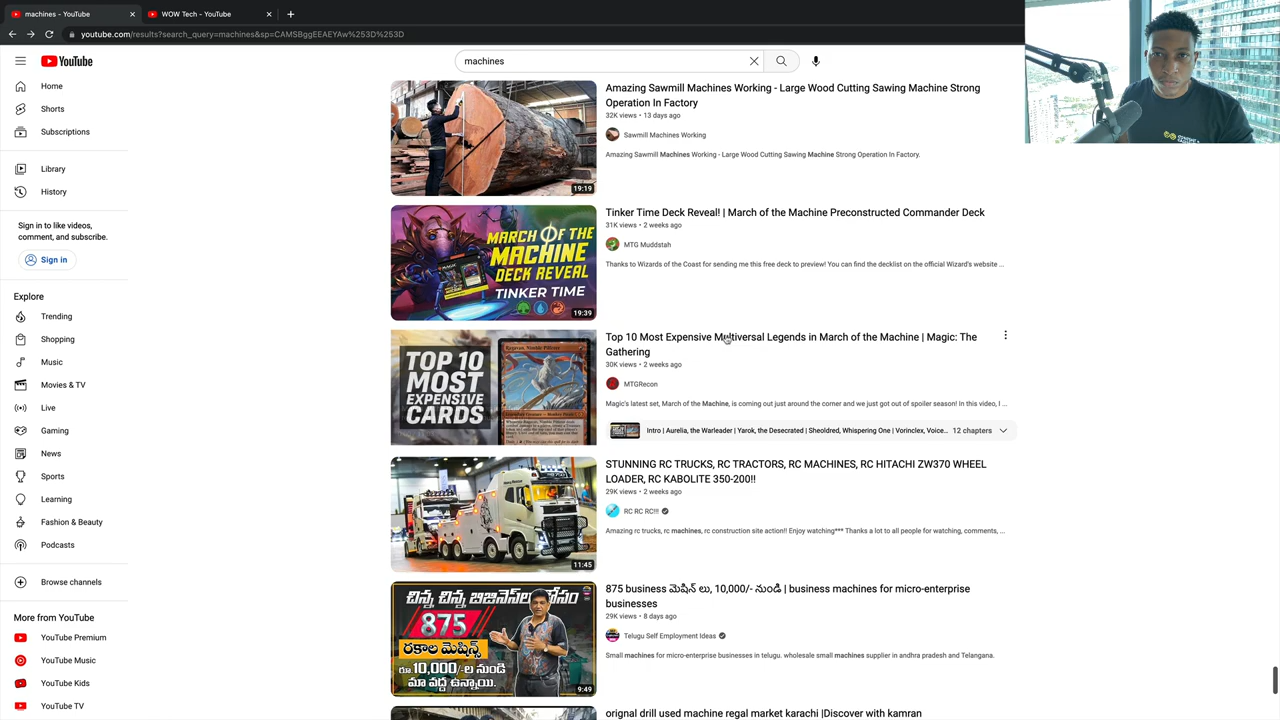 machines - YouTube
WOW Tech - YouTube
youtube.com/results?search_query=machines&sp=CAMSBggEEAEYAw%253D%253D
YouTube
machines
Home
Shorts
Subscriptions
Library
History
Sign in to like videos,
comment, and subscribe.
Sign in
Explore
Trending
Shopping
Music
Movies & TV
Live
Gaming
News
Sports
Learning
Fashion & Beauty
Podcasts
Browse channels
More from YouTube
YouTube Premium
YouTube Music
YouTube Kids
YouTube TV
19:19
Amazing Sawmill Machines Working - Large Wood Cutting Sawing Machine Strong
Operation In Factory
32K views • 13 days ago
Sawmill Machines Working
Amazing Sawmill Machines Working - Large Wood Cutting Sawing Machine Strong Operation In Factory.
MARCH OF THE
MACHINE
DECK REVEAL
TINKER TIME
19:39
Tinker Time Deck Reveal! | March of the Machine Preconstructed Commander Deck
31K views • 2 weeks ago
MTG Muddstah
Thanks to Wizards of the Coast for sending me this free deck to preview! You can find the decklist on the official Wizard's website ...
TOP 10
MOST
EXPENSIVE
CARDS
Top 10 Most Expensive Multiversal Legends in March of the Machine | Magic: The
Gathering
30K views • 2 weeks ago
MTGRecon
Magic's latest set, March of the Machine, is coming out just around the corner and we just got out of spoiler season! In this video, I ...
Intro | Aurelia, the Warleader | Yarok, the Desecrated | Sheoldred, Whispering One | Vorinclex, Voice... 12 chapters
11:45
STUNNING RC TRUCKS, RC TRACTORS, RC MACHINES, RC HITACHI ZW370 WHEEL
LOADER, RC KABOLITE 350-200!!
29K views • 2 weeks ago
RC RC RC!!!
Amazing rc trucks, rc machines, rc construction site action!! Enjoy watching*** Thanks a lot to all people for watching, comments, ...
చిన్న చిన్న బిజినెస్‌ల కోసం
875
రకాల మెషిన్స్
రూ.10,000/-ల నుండి
మా వద్ద ఉన్నాయి.
9:49
875 business మెషిన్ లు, 10,000/- నుండి | business machines for micro-enterprise
businesses
29K views • 8 days ago
Telugu Self Employment Ideas
Small machines for micro-enterprise businesses in telugu. wholesale small machines supplier in andhra pradesh and Telangana.
orignal drill used machine regal market karachi |Discover with kamran